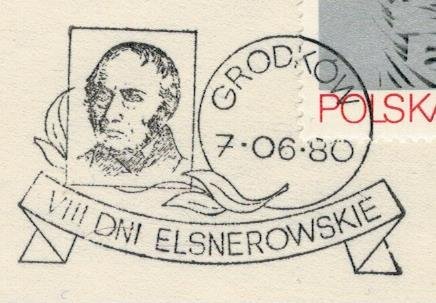 GRODKÓW
POLSKA
7·06·80
VIII DNI ELSNEROWSKIE